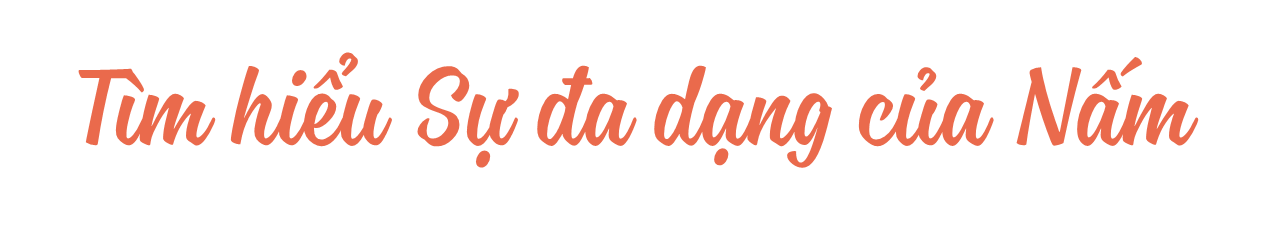 Tìm hiểu Sự đa dạng của Nấm